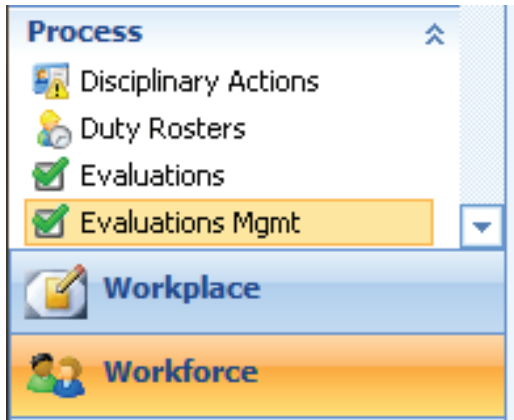 Process
Disciplinary Actions
Duty Rosters
Evaluations
Evaluations Mgmt
Workplace
Workforce